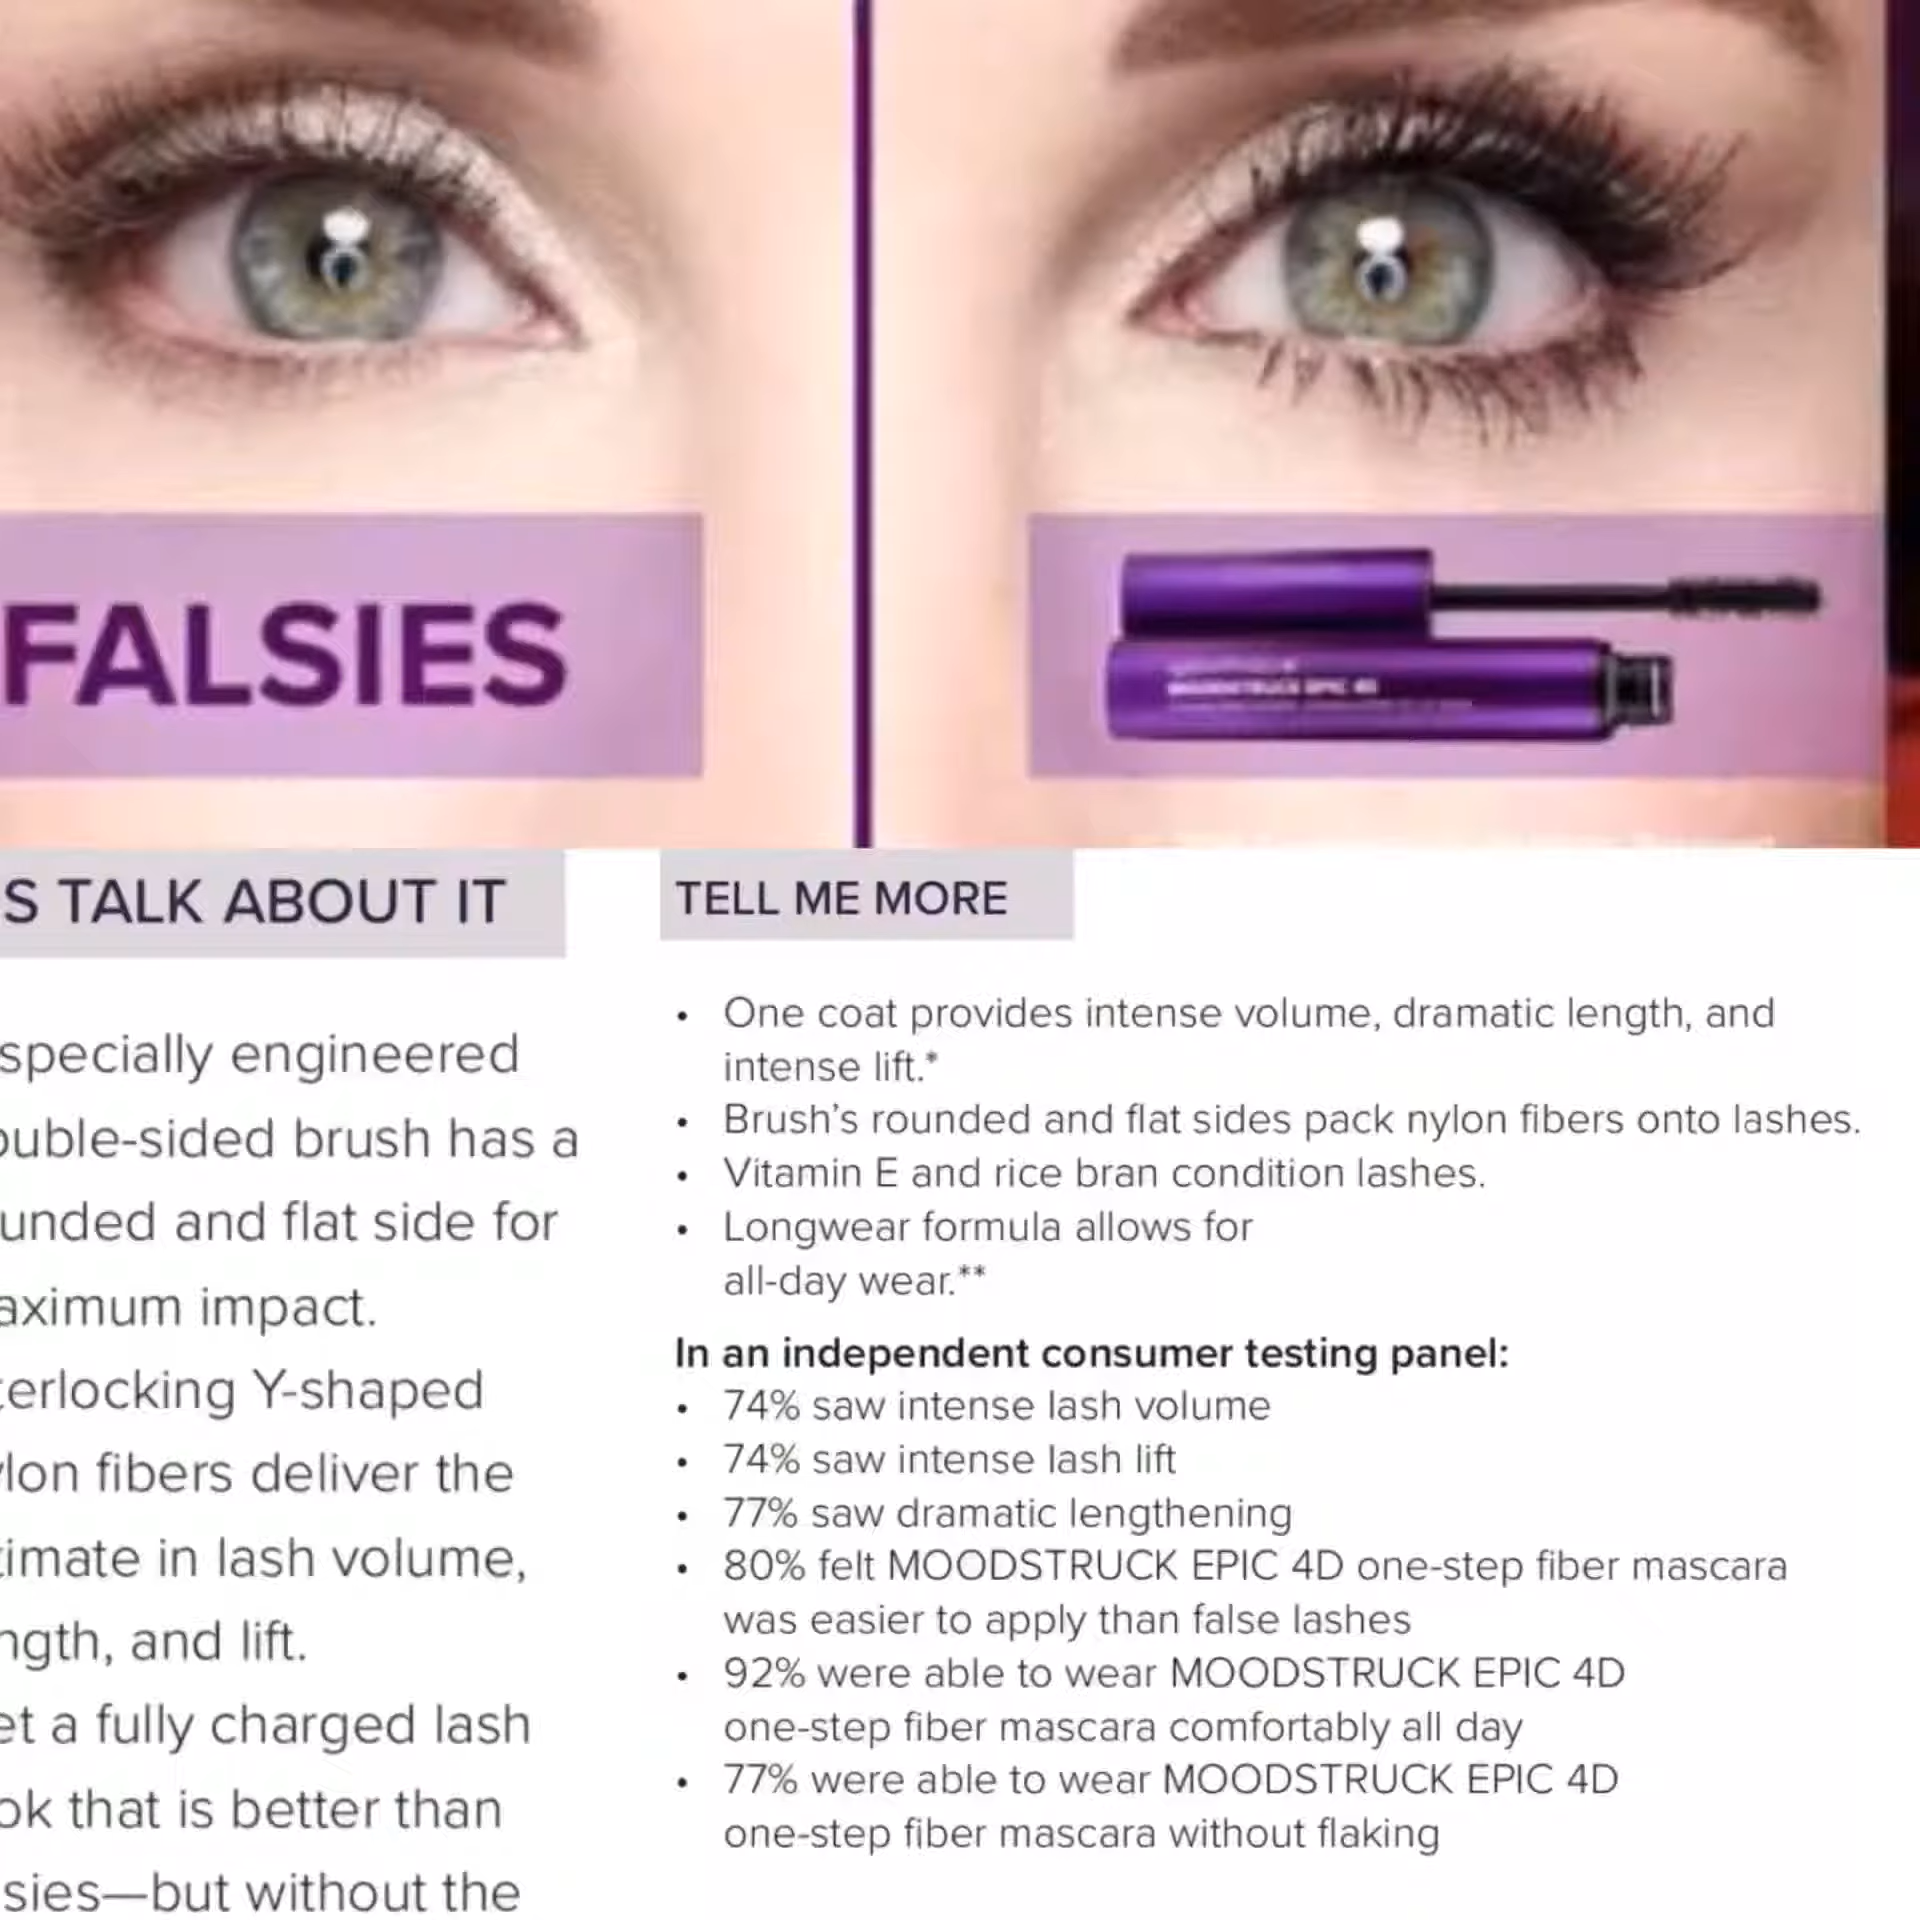 FALSIES
MOODSTRUCK EPIC 4D
S TALK ABOUT IT
specially engineered
ouble-sided brush has a
unded and flat side for
aximum impact.
terlocking Y-shaped
ylon fibers deliver the
timate in lash volume,
ngth, and lift.
et a fully charged lash
ok that is better than
sies—but without the
TELL ME MORE
• One coat provides intense volume, dramatic length, and
intense lift.*
• Brush's rounded and flat sides pack nylon fibers onto lashes.
• Vitamin E and rice bran condition lashes.
• Longwear formula allows for
all-day wear.**
In an independent consumer testing panel:
• 74% saw intense lash volume
• 74% saw intense lash lift
• 77% saw dramatic lengthening
• 80% felt MOODSTRUCK EPIC 4D one-step fiber mascara
was easier to apply than false lashes
• 92% were able to wear MOODSTRUCK EPIC 4D
one-step fiber mascara comfortably all day
• 77% were able to wear MOODSTRUCK EPIC 4D
one-step fiber mascara without flaking